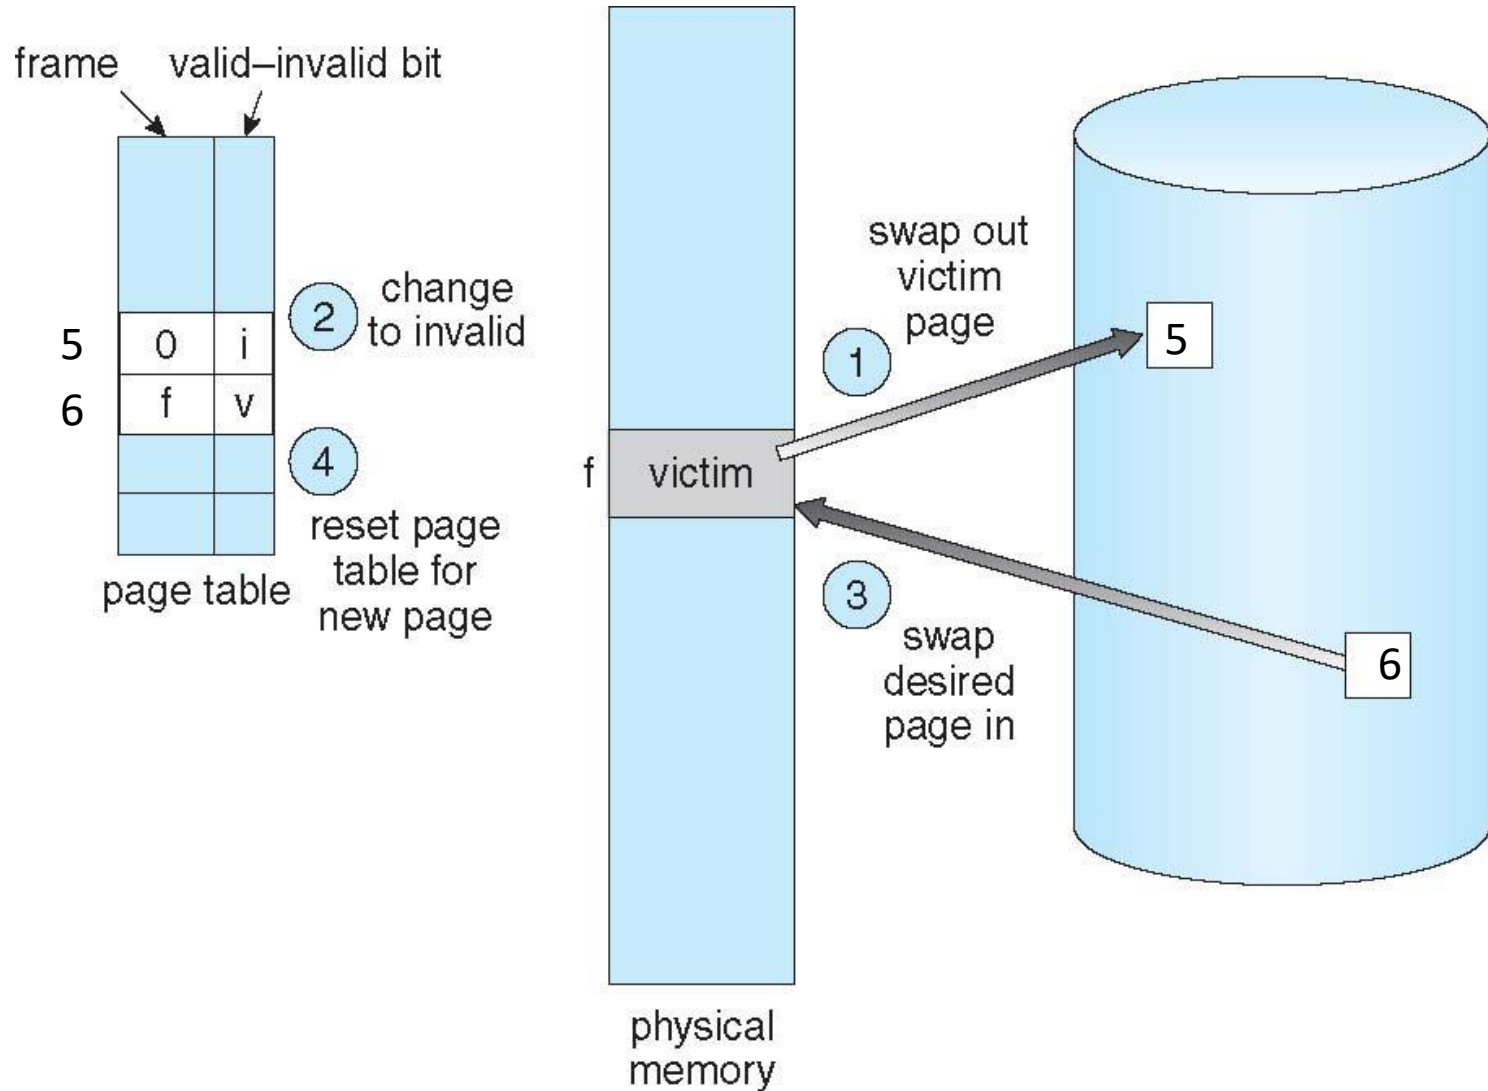 frame
valid–invalid bit
5
0
i
6
f
v
2
change
to invalid
4
reset page
table for
new page
page table
f
victim
physical
memory
swap out
victim
page
1
5
3
swap
desired
page in
6